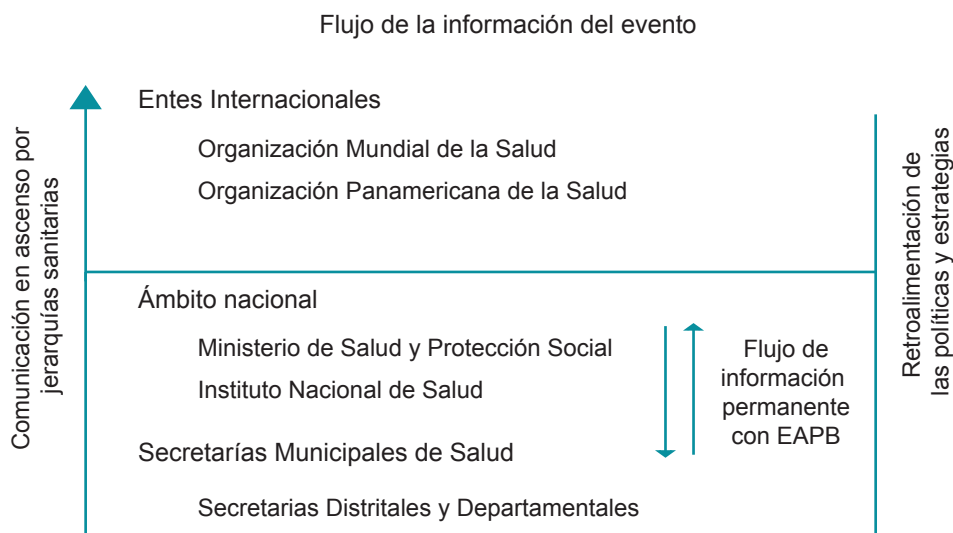 Flujo de la información del evento
Comunicación en ascenso por
jerarquías sanitarias
Entes Internacionales
Organización Mundial de la Salud
Organización Panamericana de la Salud
Ámbito nacional
Ministerio de Salud y Protección Social
Instituto Nacional de Salud
Secretarías Municipales de Salud
Secretarias Distritales y Departamentales
Flujo de
información
permanente
con EAPB
Retroalimentación de
las políticas y estrategias